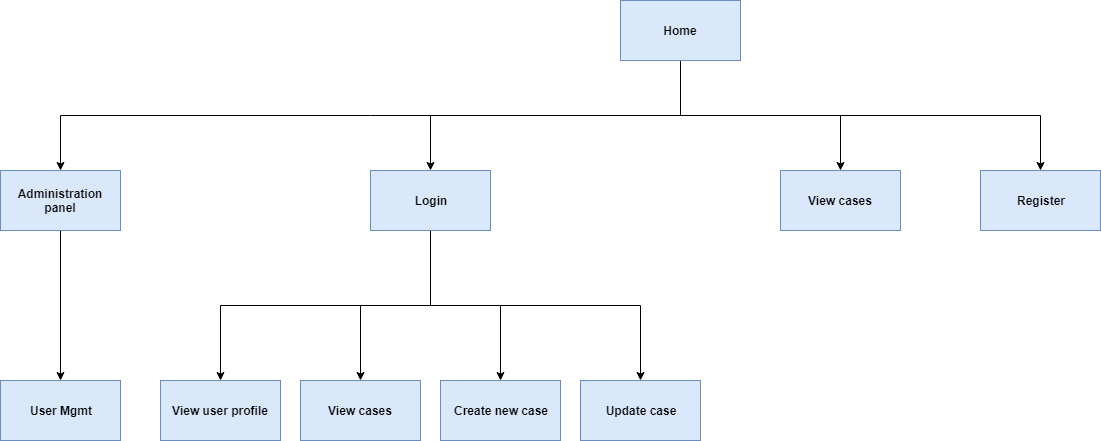 Home
Administration
panel
Login
View cases
Register
User Mgmt
View user profile
View cases
Create new case
Update case